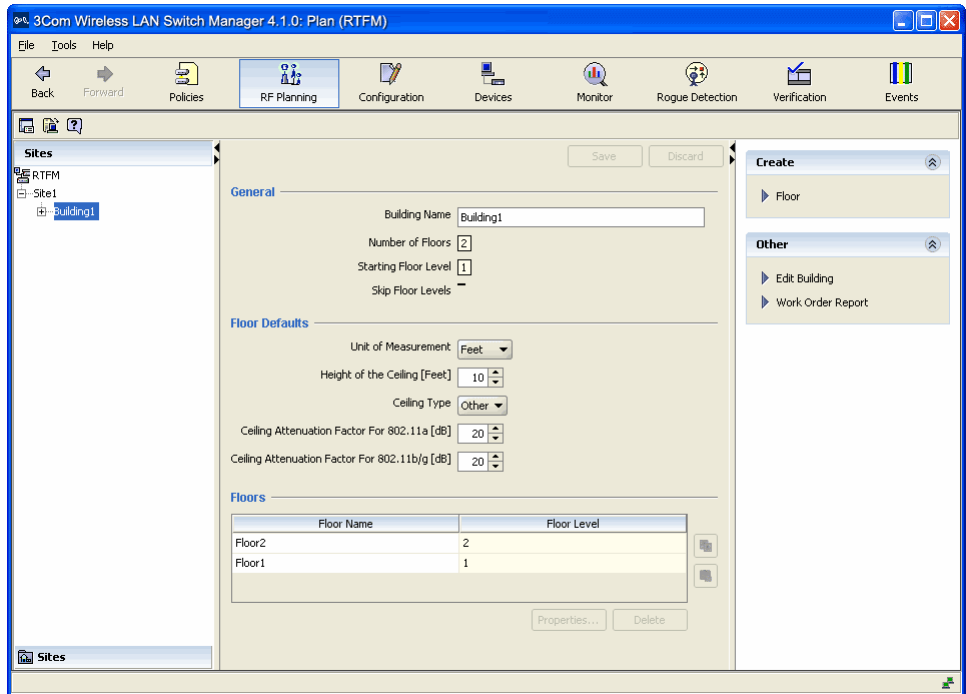 3Com Wireless LAN Switch Manager 4.1.0: Plan (RTFM)
File Tools Help
Back Forward Policies RF Planning Configuration Devices Monitor Rogue Detection Verification Events
Sites
RTFM
Site1
Building1
Sites
Save Discard
General
Building Name Building1
Number of Floors 2
Starting Floor Level 1
Skip Floor Levels
Floor Defaults
Unit of Measurement Feet
Height of the Ceiling [Feet] 10
Ceiling Type Other
Ceiling Attenuation Factor For 802.11a [dB] 20
Ceiling Attenuation Factor For 802.11b/g [dB] 20
Floors
Floor Name Floor Level
Floor2 2
Floor1 1
Properties... Delete
Create
Floor
Other
Edit Building
Work Order Report